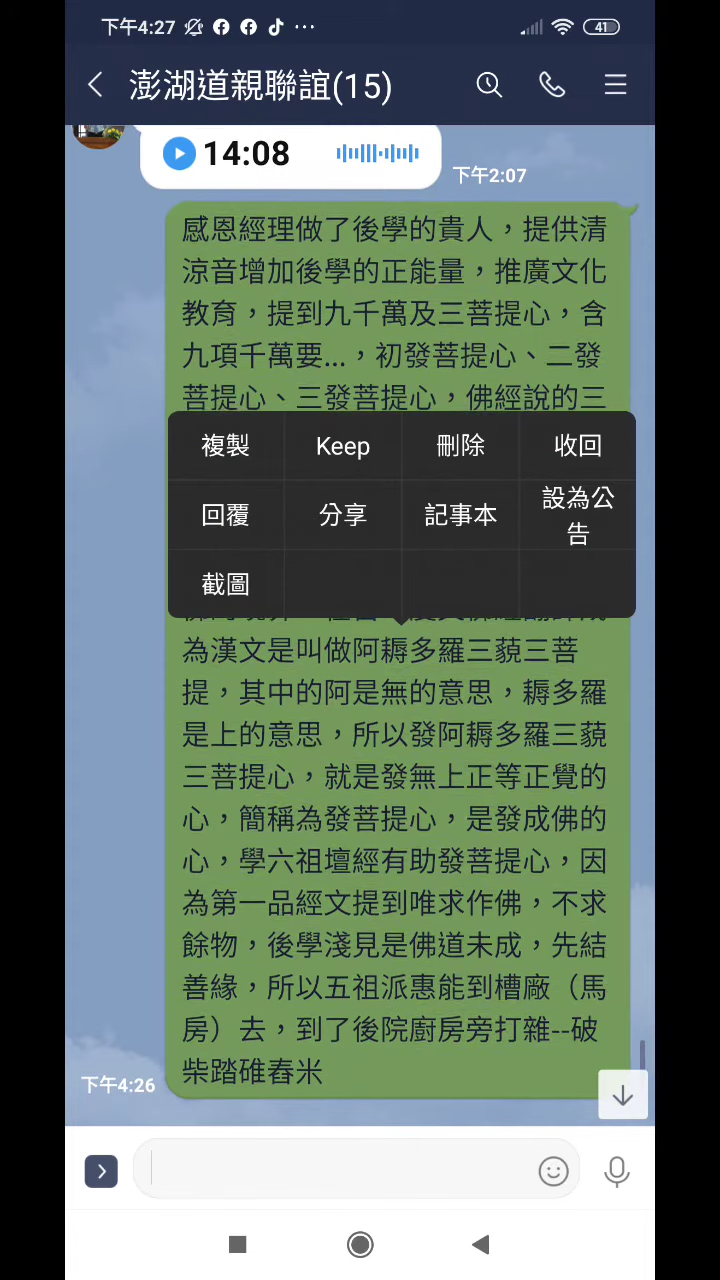 下午4:27 ... 41
澎湖道親聯誼(15)
14:08
下午2:07
感恩經理做了後學的貴人，提供清
涼音增加後學的正能量，推廣文化
教育，提到九千萬及三菩提心，含
九項千萬要...，初發菩提心、二發
菩提心、三發菩提心，佛經說的三
複製 Keep 刪除 收回
回覆 分享 記事本 設為公
告
截圖
為漢文是叫做阿耨多羅三藐三菩
提，其中的阿是無的意思，耨多羅
是上的意思，所以發阿耨多羅三藐
三菩提心，就是發無上正等正覺的
心，簡稱為發菩提心，是發成佛的
心，學六祖壇經有助發菩提心，因
為第一品經文提到唯求作佛，不求
餘物，後學淺見是佛道未成，先結
善緣，所以五祖派惠能到槽廠（馬
房）去，到了後院廚房旁打雜--破
柴踏碓舂米
下午4:26